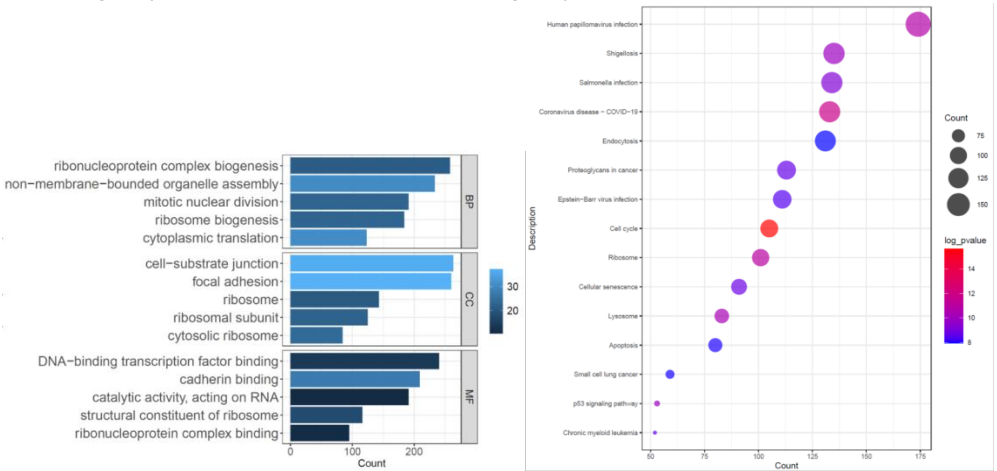 ribonucleoprotein complex biogenesis
non−membrane−bounded organelle assembly
mitotic nuclear division
ribosome biogenesis
cytoplasmic translation
BP
cell−substrate junction
focal adhesion
ribosome
ribosomal subunit
cytosolic ribosome
CC
DNA−binding transcription factor binding
cadherin binding
catalytic activity, acting on RNA
structural constituent of ribosome
ribonucleoprotein complex binding
MF
0 100 200
Count
30
20
Human papillomavirus infection
Shigellosis
Salmonella infection
Coronavirus disease − COVID−19
Endocytosis
Proteoglycans in cancer
Epstein−Barr virus infection
Cell cycle
Ribosome
Cellular senescence
Lysosome
Apoptosis
Small cell lung cancer
p53 signaling pathway
Chronic myeloid leukemia
Description
50 75 100 125 150 175
Count
Count
75
100
125
150
log_pvalue
14
12
10
8